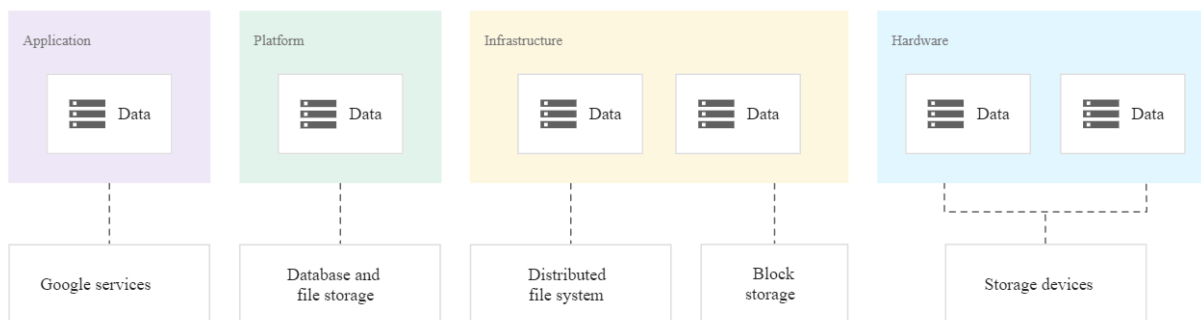 Application
Platform
Infrastructure
Hardware
Data
Data
Data
Data
Data
Data
Google services
Database and
file storage
Distributed
file system
Block
storage
Storage devices